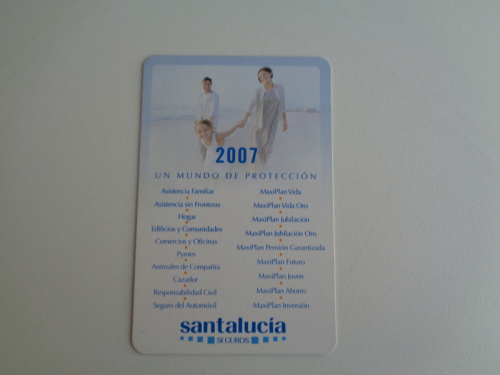 2007
UN MUNDO DE PROTECCIÓN
Asistencia Familiar
Asistencia sin Fronteras
Hogar
Edificios y Comunidades
Comercios y Oficinas
Pymes
Animales de Compañía
Cazador
Responsabilidad Civil
Seguro del Automóvil
MaxiPlan Vida
MaxiPlan Vida Oro
MaxiPlan Jubilación
MaxiPlan Jubilación Oro
MaxiPlan Pensión Garantizada
MaxiPlan Futuro
MaxiPlan Joven
MaxiPlan Ahorro
MaxiPlan Inversión
santalucía
SEGUROS